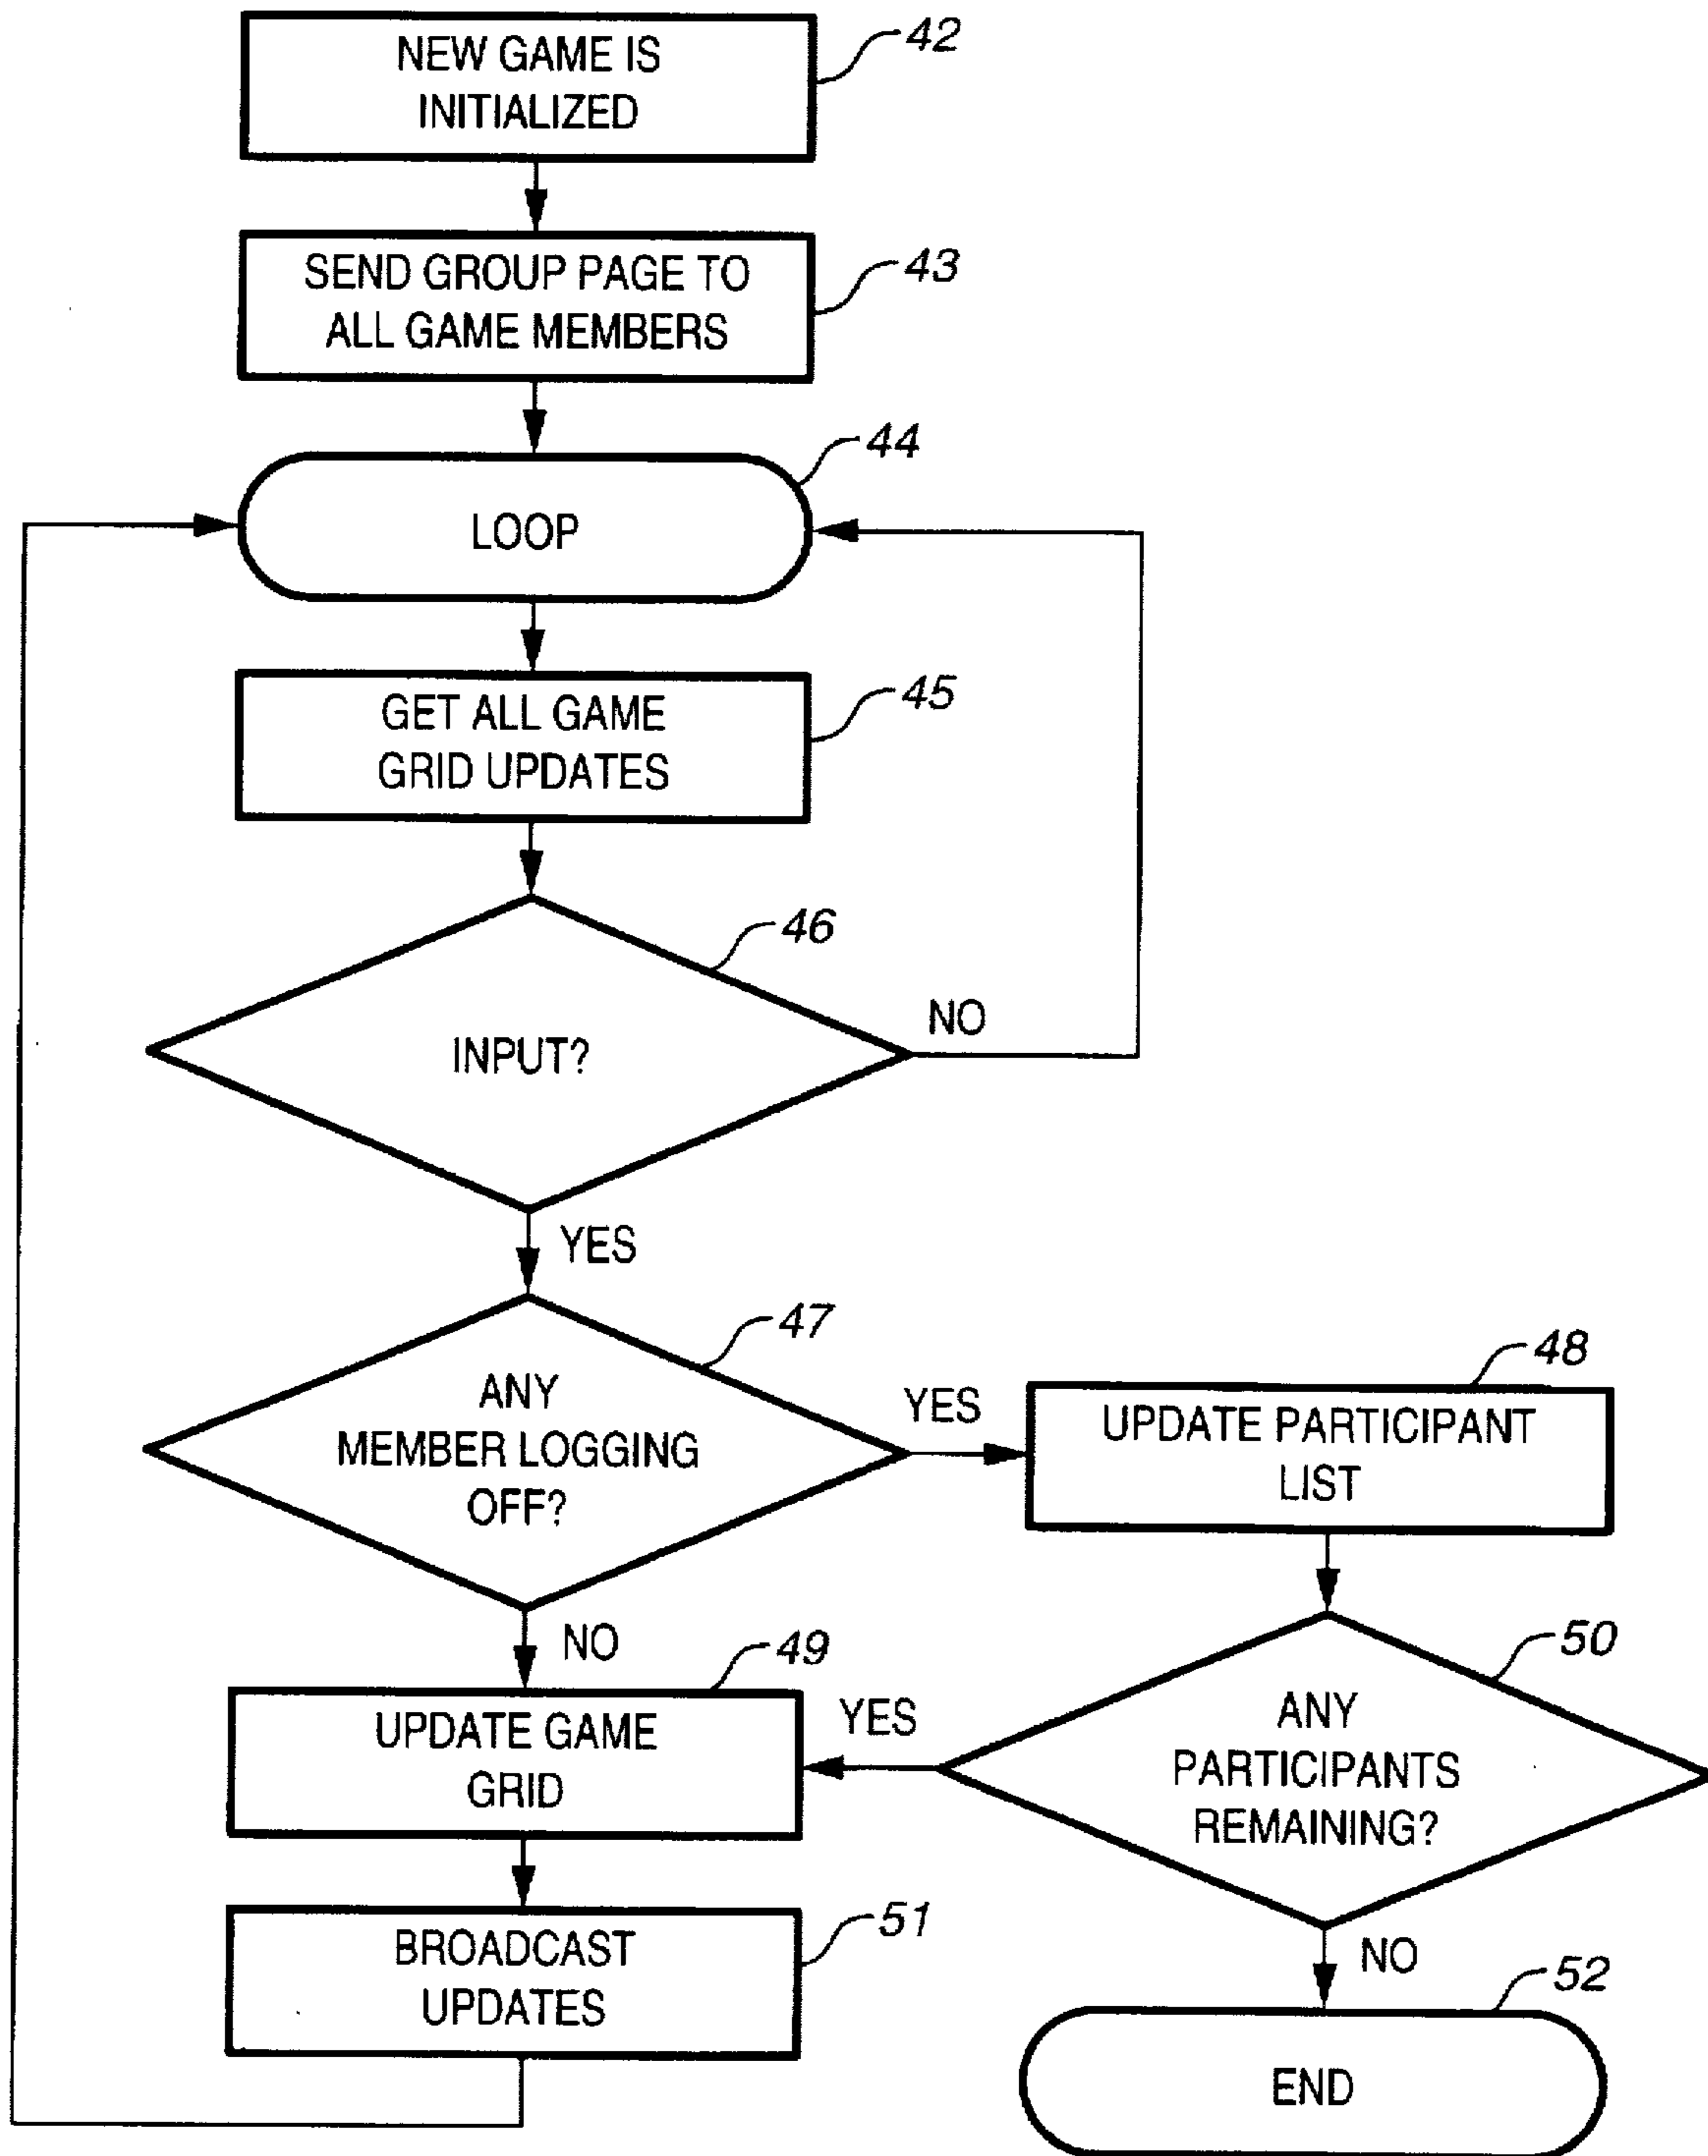 NEW GAME IS
INITIALIZED
42
SEND GROUP PAGE TO
ALL GAME MEMBERS
43
44
LOOP
GET ALL GAME
GRID UPDATES
45
46
INPUT?
NO
YES
47
ANY
MEMBER LOGGING
OFF?
YES
48
UPDATE PARTICIPANT
LIST
NO
49
UPDATE GAME
GRID
YES
50
ANY
PARTICIPANTS
REMAINING?
51
BROADCAST
UPDATES
NO
52
END